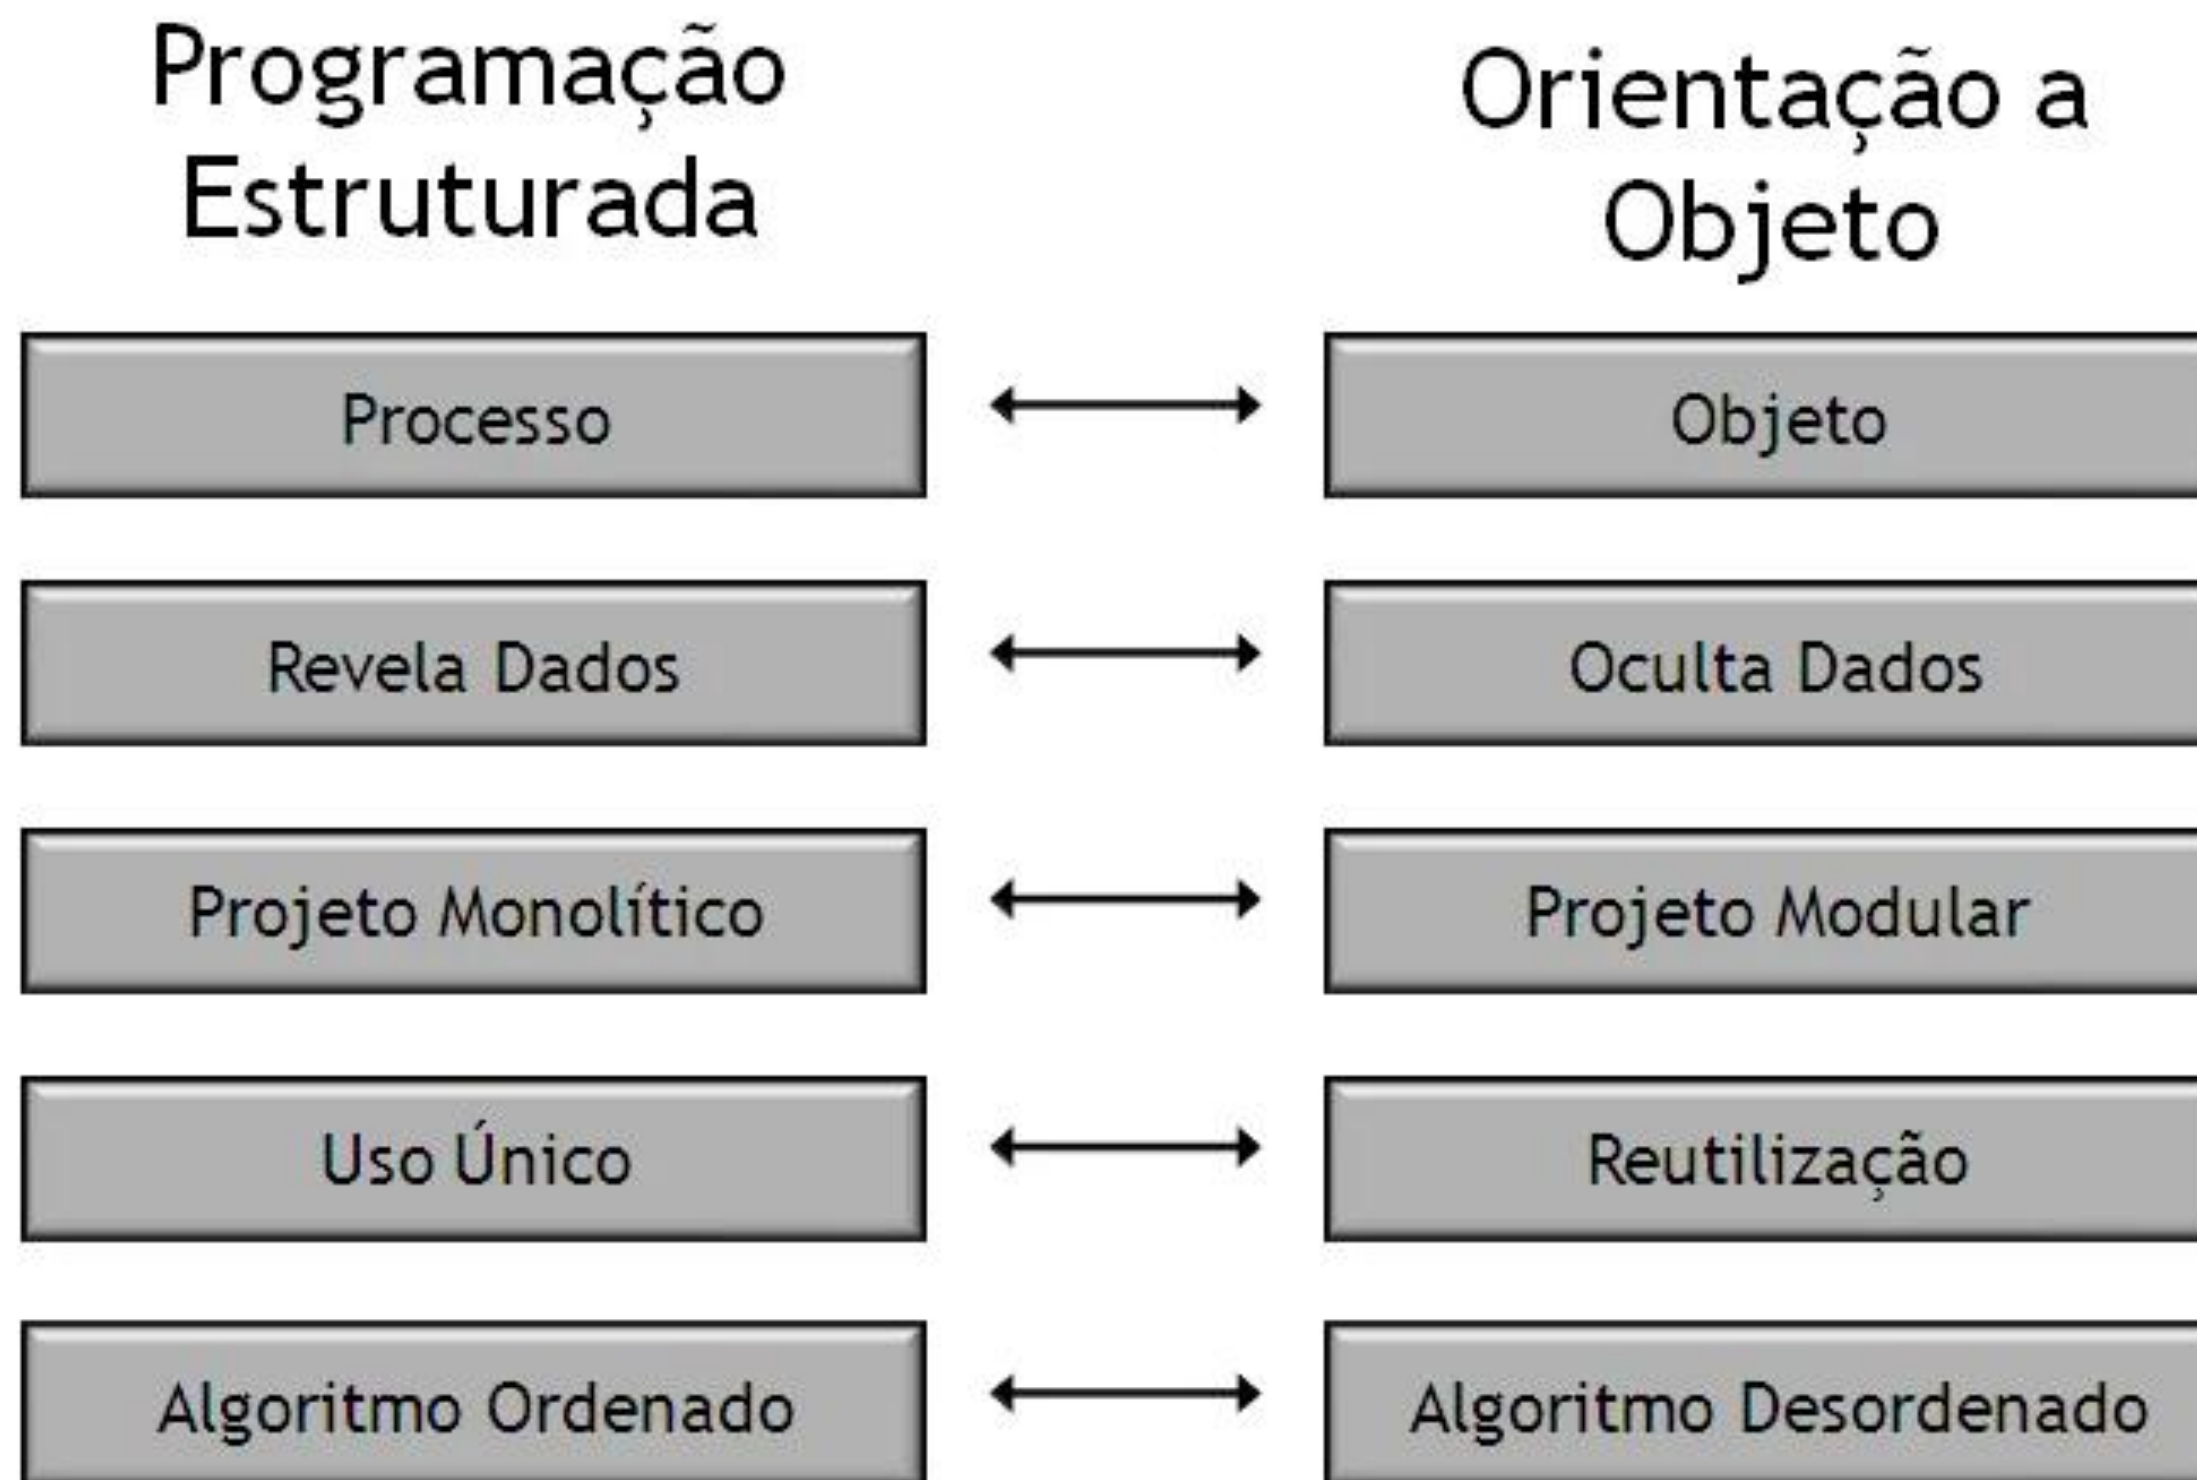 Programação
Estruturada
Orientação a
Objeto
Processo
Objeto
Revela Dados
Oculta Dados
Projeto Monolítico
Projeto Modular
Uso Único
Reutilização
Algoritmo Ordenado
Algoritmo Desordenado